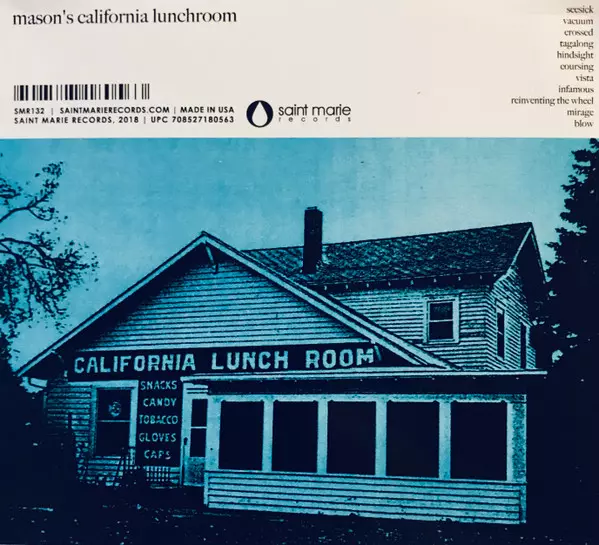 mason's california lunchroom
seesick
vacuum
crossed
tagalong
hindsight
coursing
vista
infamous
reinventing the wheel
mirage
blow
SMR132 | SAINTMARIERECORDS.COM | MADE IN USA
SAINT MARIE RECORDS, 2018 | UPC 708527180563
saint marie
records
CALIFORNIA LUNCH ROOM
SNACKS
CANDY
TOBACCO
GLOVES
CAPS